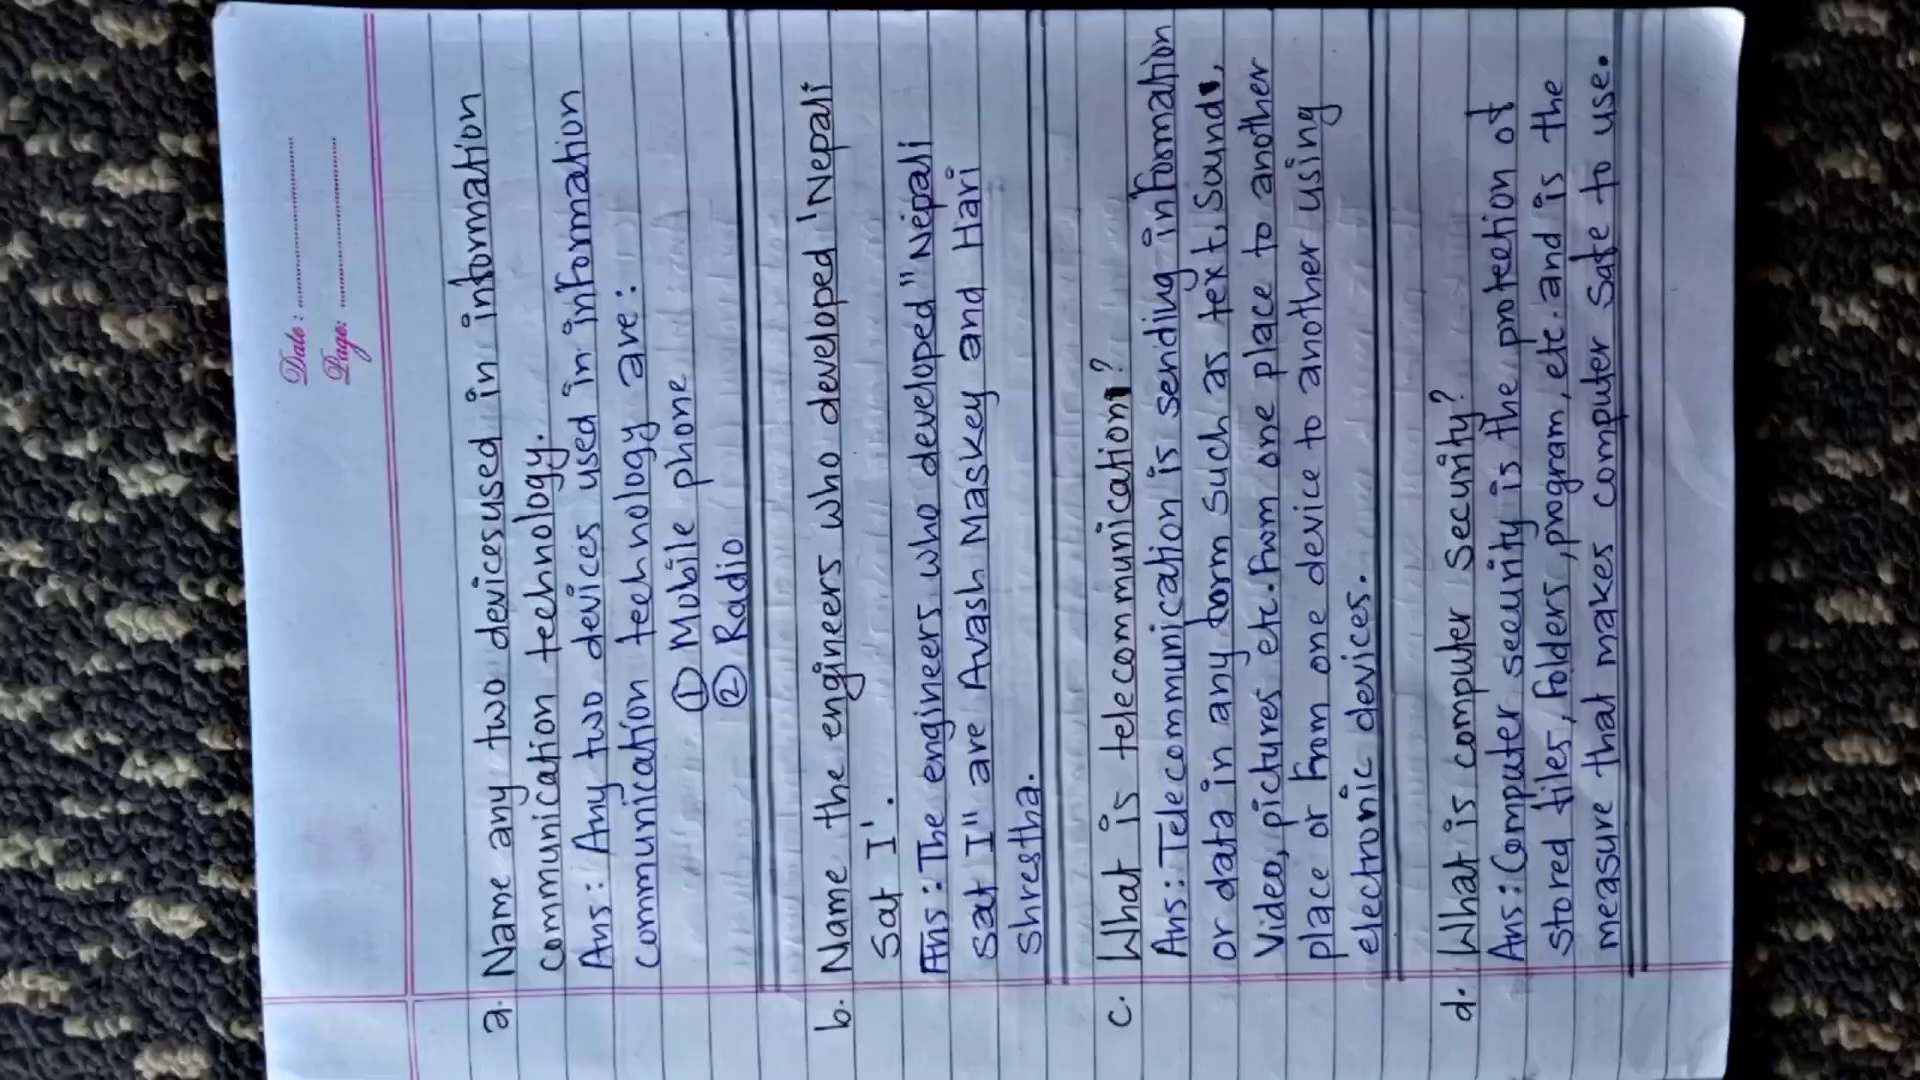 Date:
Page:
a. Name any two devicesused in information
communication technology.
Ans: Any two devices used in information
communication technology are:
① Mobile phone
② Radio
b. Name the engineers who developed 'Nepali
Sat I'.
Ans: The engineers who developed "Nepali
Sat I" are Avash Maskey and Hari
Shrestha.
c. What is telecommunication?
Ans: Telecommunication is sending information
or data in any form such as text, sound,
video, pictures etc. from one place to another
place or from one device to another using
electronic devices.
d. What is computer security?
Ans: Computer security is the protection of
stored files, folders, program, etc. and is the
measure that makes computer safe to use.